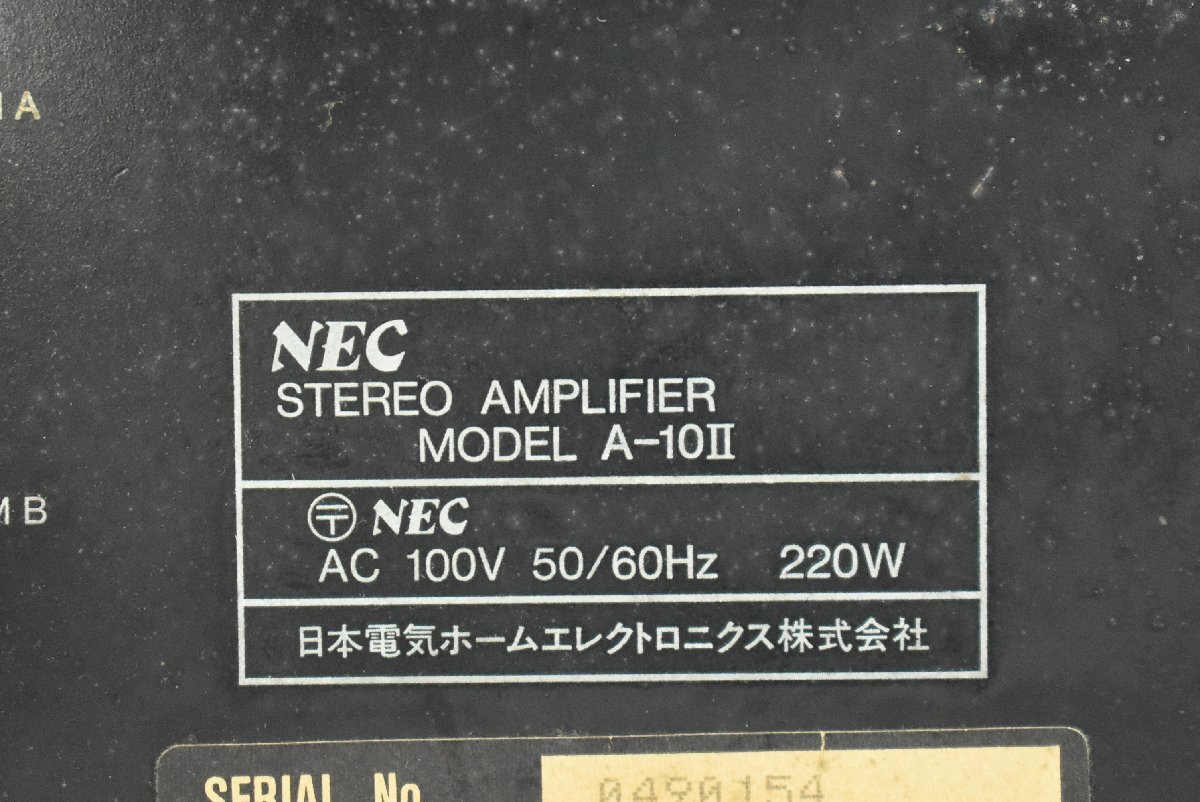 NEC
STEREO AMPLIFIER
MODEL A-10II
〶 NEC
AC 100V 50/60Hz 220W
日本電気ホームエレクトロニクス株式会社
SERIAL No.
0490154